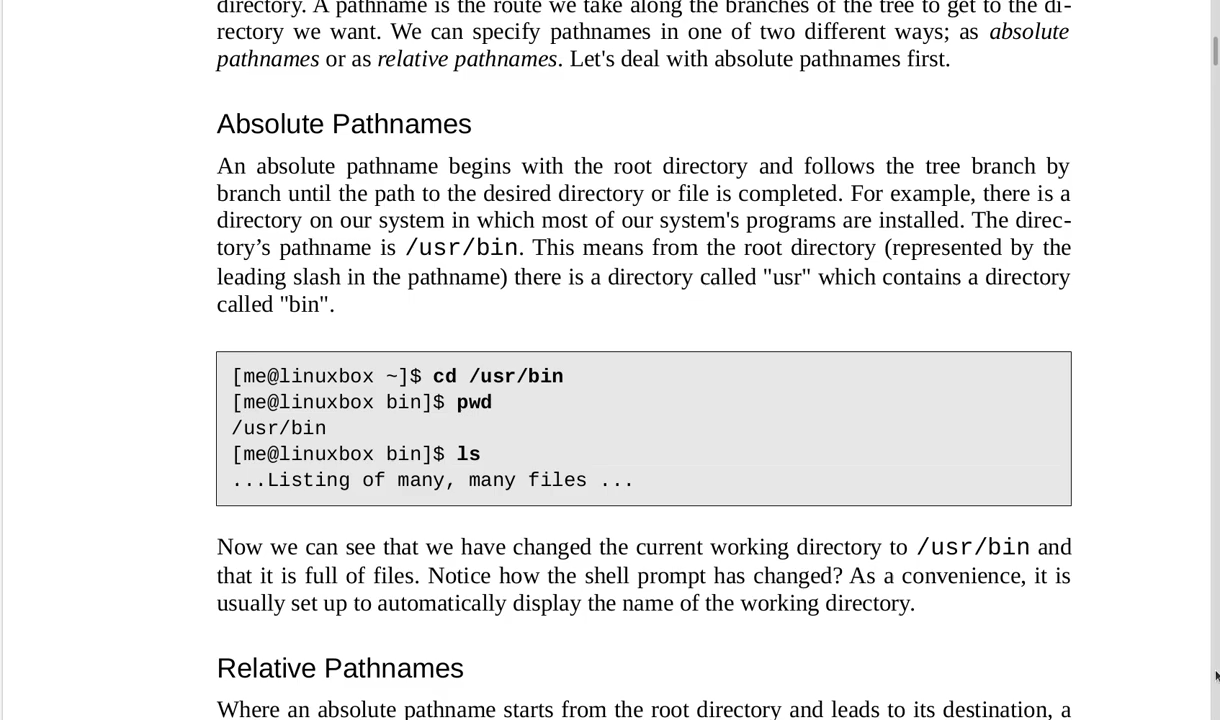 directory. A pathname is the route we take along the branches of the tree to get to the di-
rectory we want. We can specify pathnames in one of two different ways; as absolute
pathnames or as relative pathnames. Let's deal with absolute pathnames first.
Absolute Pathnames
An absolute pathname begins with the root directory and follows the tree branch by
branch until the path to the desired directory or file is completed. For example, there is a
directory on our system in which most of our system's programs are installed. The direc-
tory’s pathname is /usr/bin. This means from the root directory (represented by the
leading slash in the pathname) there is a directory called "usr" which contains a directory
called "bin".
[me@linuxbox ~]$ cd /usr/bin
[me@linuxbox bin]$ pwd
/usr/bin
[me@linuxbox bin]$ ls
...Listing of many, many files ...
Now we can see that we have changed the current working directory to /usr/bin and
that it is full of files. Notice how the shell prompt has changed? As a convenience, it is
usually set up to automatically display the name of the working directory.
Relative Pathnames
Where an absolute pathname starts from the root directory and leads to its destination, a